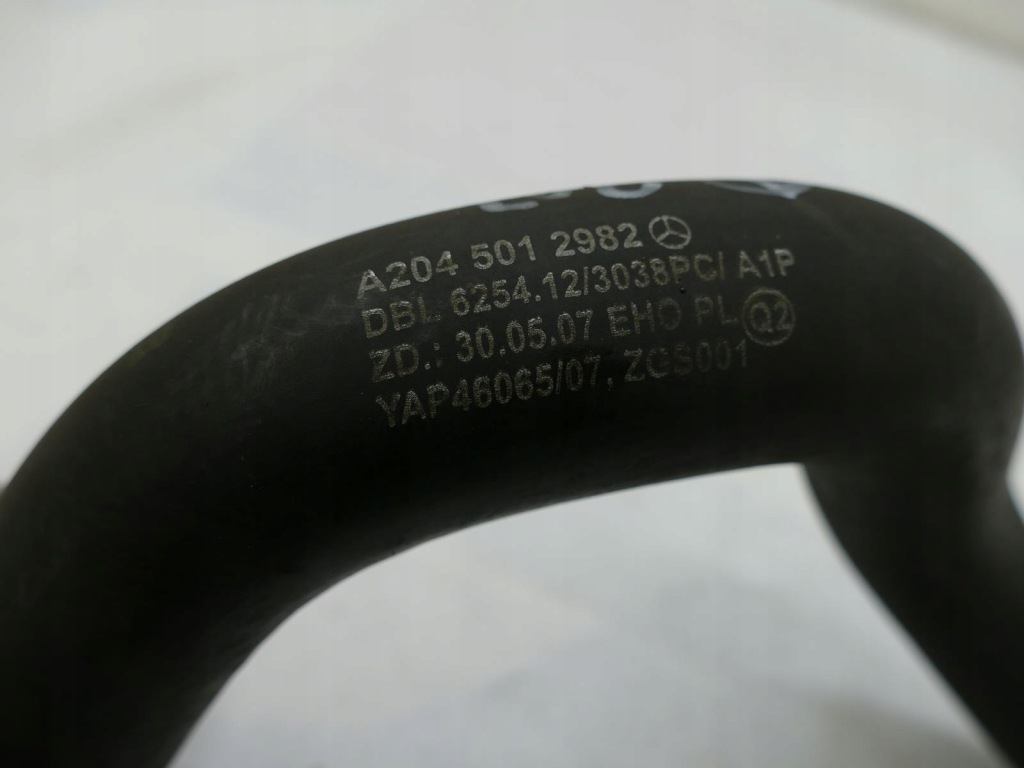 A204 501 2982
DBL 6254.12/3038PC/ A1P
ZD.: 30.05.07 EHO PL Q2
YAP46065/07, ZGS001